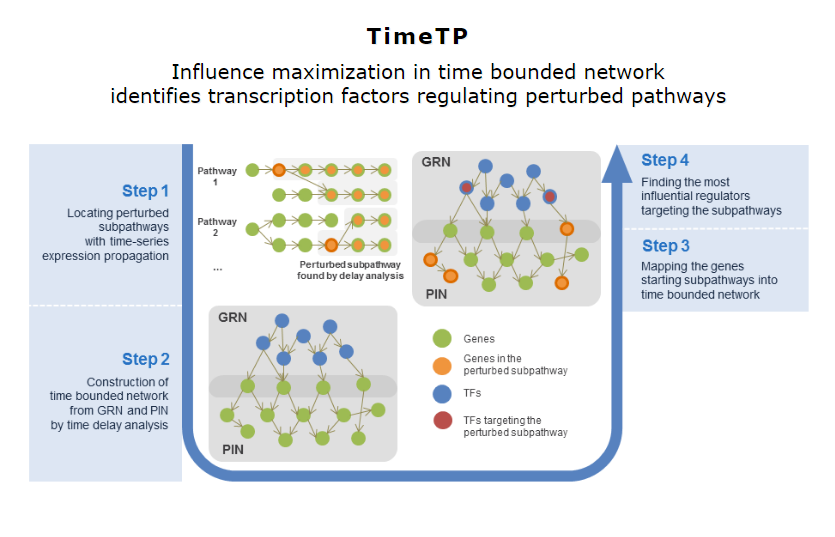 TimeTP
Influence maximization in time bounded network
identifies transcription factors regulating perturbed pathways
Step 1
Locating perturbed
subpathways
with time-series
expression propagation
Step 2
Construction of
time bounded network
from GRN and PIN
by time delay analysis
Pathway
1
Pathway
2
...
Perturbed subpathway
found by delay analysis
GRN
PIN
GRN
PIN
Genes
Genes in the
perturbed subpathway
TFs
TFs targeting the
perturbed subpathway
Step 4
Finding the most
influential regulators
targeting the subpathways
Step 3
Mapping the genes
starting subpathways into
time bounded network